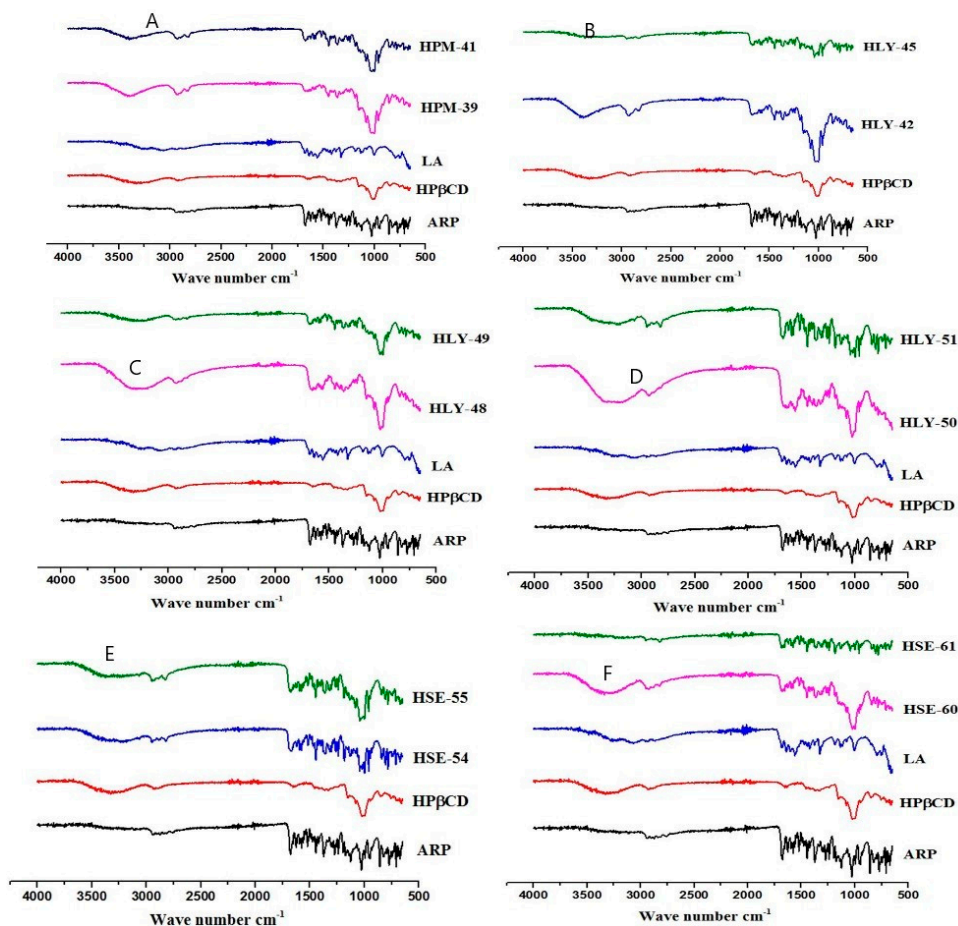 A
HPM-41
HPM-39
LA
HPβCD
ARP
4000 3500 3000 2500 2000 1500 1000 500
Wave number cm-1
B
HLY-45
HLY-42
HPβCD
ARP
4000 3500 3000 2500 2000 1500 1000 500
Wave number cm-1
C
HLY-49
HLY-48
LA
HPβCD
ARP
4000 3500 3000 2500 2000 1500 1000 500
Wave number cm-1
D
HLY-51
HLY-50
LA
HPβCD
ARP
4000 3500 3000 2500 2000 1500 1000 500
Wave number cm-1
E
HSE-55
HSE-54
HPβCD
ARP
4000 3500 3000 2500 2000 1500 1000 500
Wave number cm-1
F
HSE-61
HSE-60
LA
HPβCD
ARP
4000 3500 3000 2500 2000 1500 1000 500
Wave number cm-1